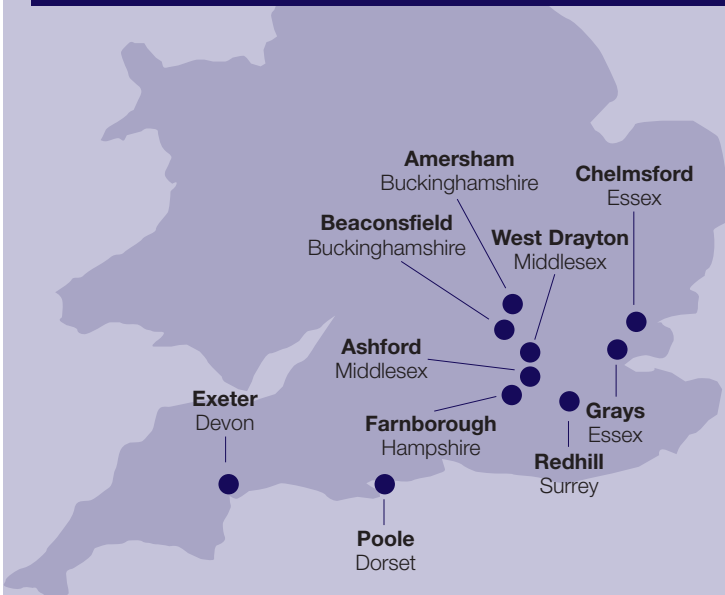 Amersham
Buckinghamshire
Chelmsford
Essex
Beaconsfield
Buckinghamshire
West Drayton
Middlesex
Ashford
Middlesex
Exeter
Devon
Farnborough
Hampshire
Grays
Essex
Redhill
Surrey
Poole
Dorset